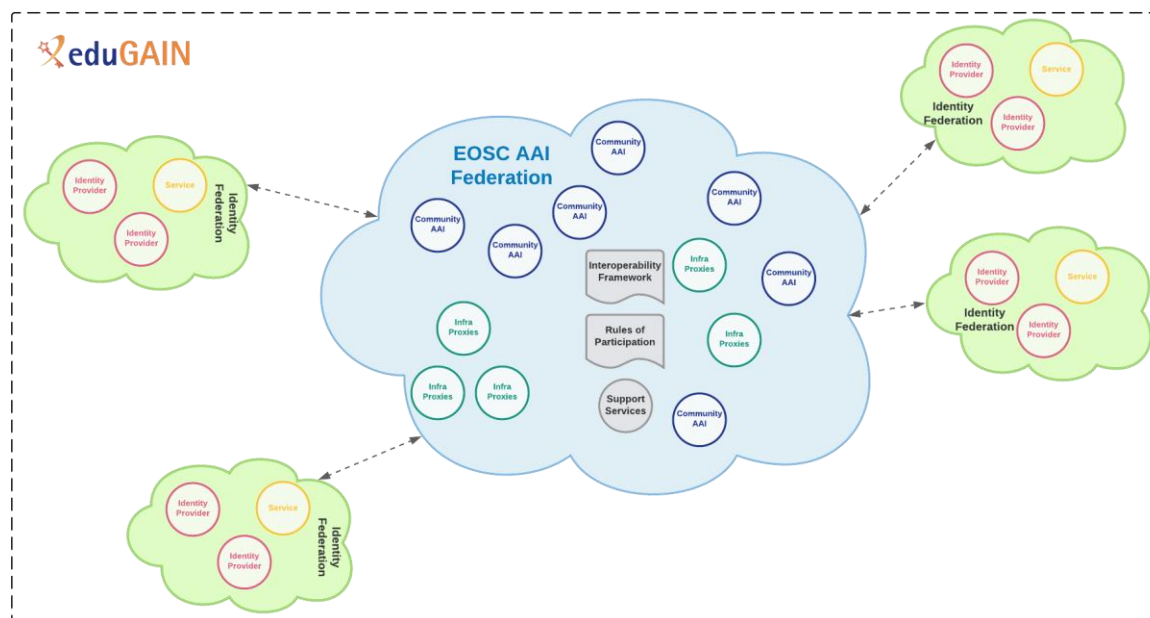 eduGAIN
Identity
Provider
Service
Identity
Provider
Identity
Federation
EOSC AAI
Federation
Community
AAI
Community
AAI
Community
AAI
Community
AAI
Community
AAI
Community
AAI
Interoperability
Framework
Infra
Proxies
Infra
Proxies
Rules of
Participation
Infra
Proxies
Infra
Proxies
Infra
Proxies
Support
Services
Community
AAI
Identity
Provider
Service
Identity
Federation
Identity
Provider
Identity
Provider
Service
Identity
Federation
Identity
Provider
Identity
Provider
Service
Identity
Provider
Identity
Federation